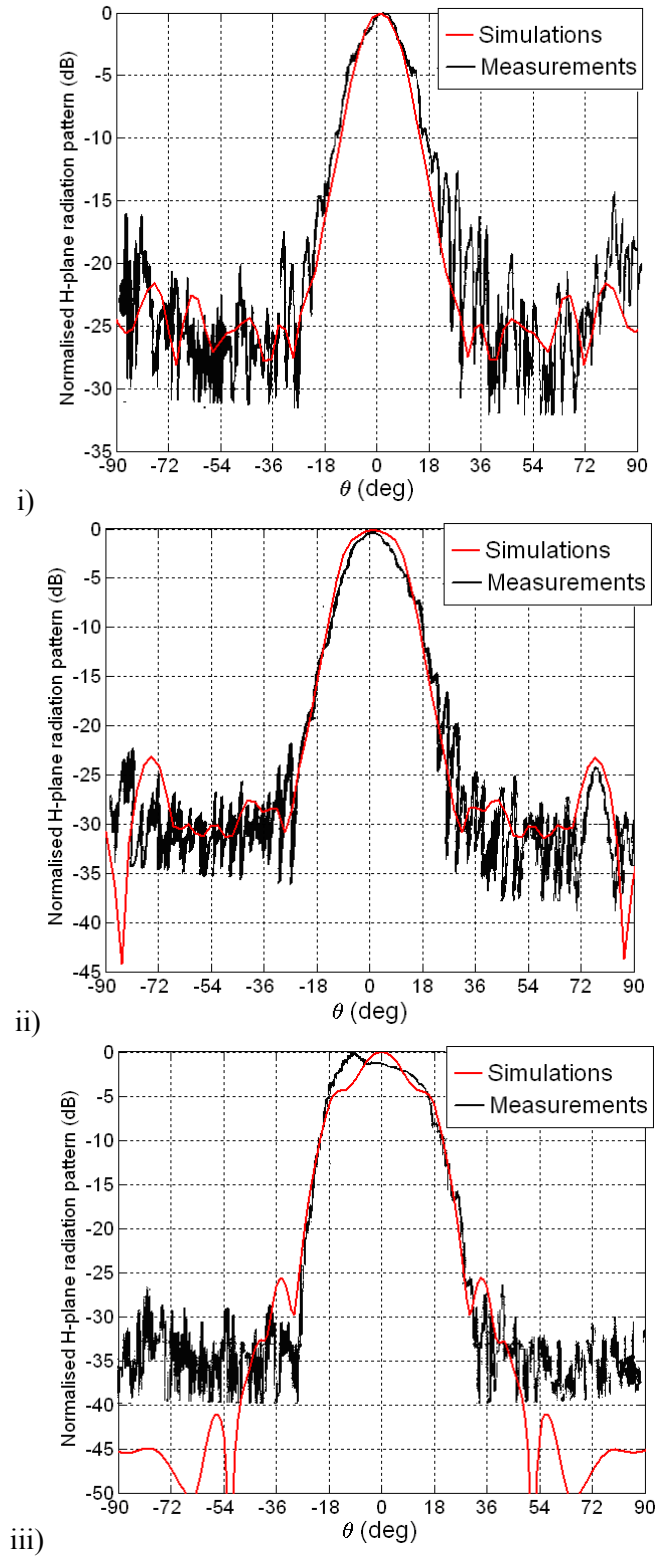 0
-5
-10
-15
-20
-25
-30
-35
Normalised H-plane radiation pattern (dB)
Simulations
Measurements
-90 -72 -54 -36 -18 0 18 36 54 72 90
θ (deg)
i)
0
-5
-10
-15
-20
-25
-30
-35
-40
-45
Normalised H-plane radiation pattern (dB)
Simulations
Measurements
-90 -72 -54 -36 -18 0 18 36 54 72 90
θ (deg)
ii)
0
-5
-10
-15
-20
-25
-30
-35
-40
-45
-50
Normalised H-plane radiation pattern (dB)
Simulations
Measurements
-90 -72 -54 -36 -18 0 18 36 54 72 90
θ (deg)
iii)